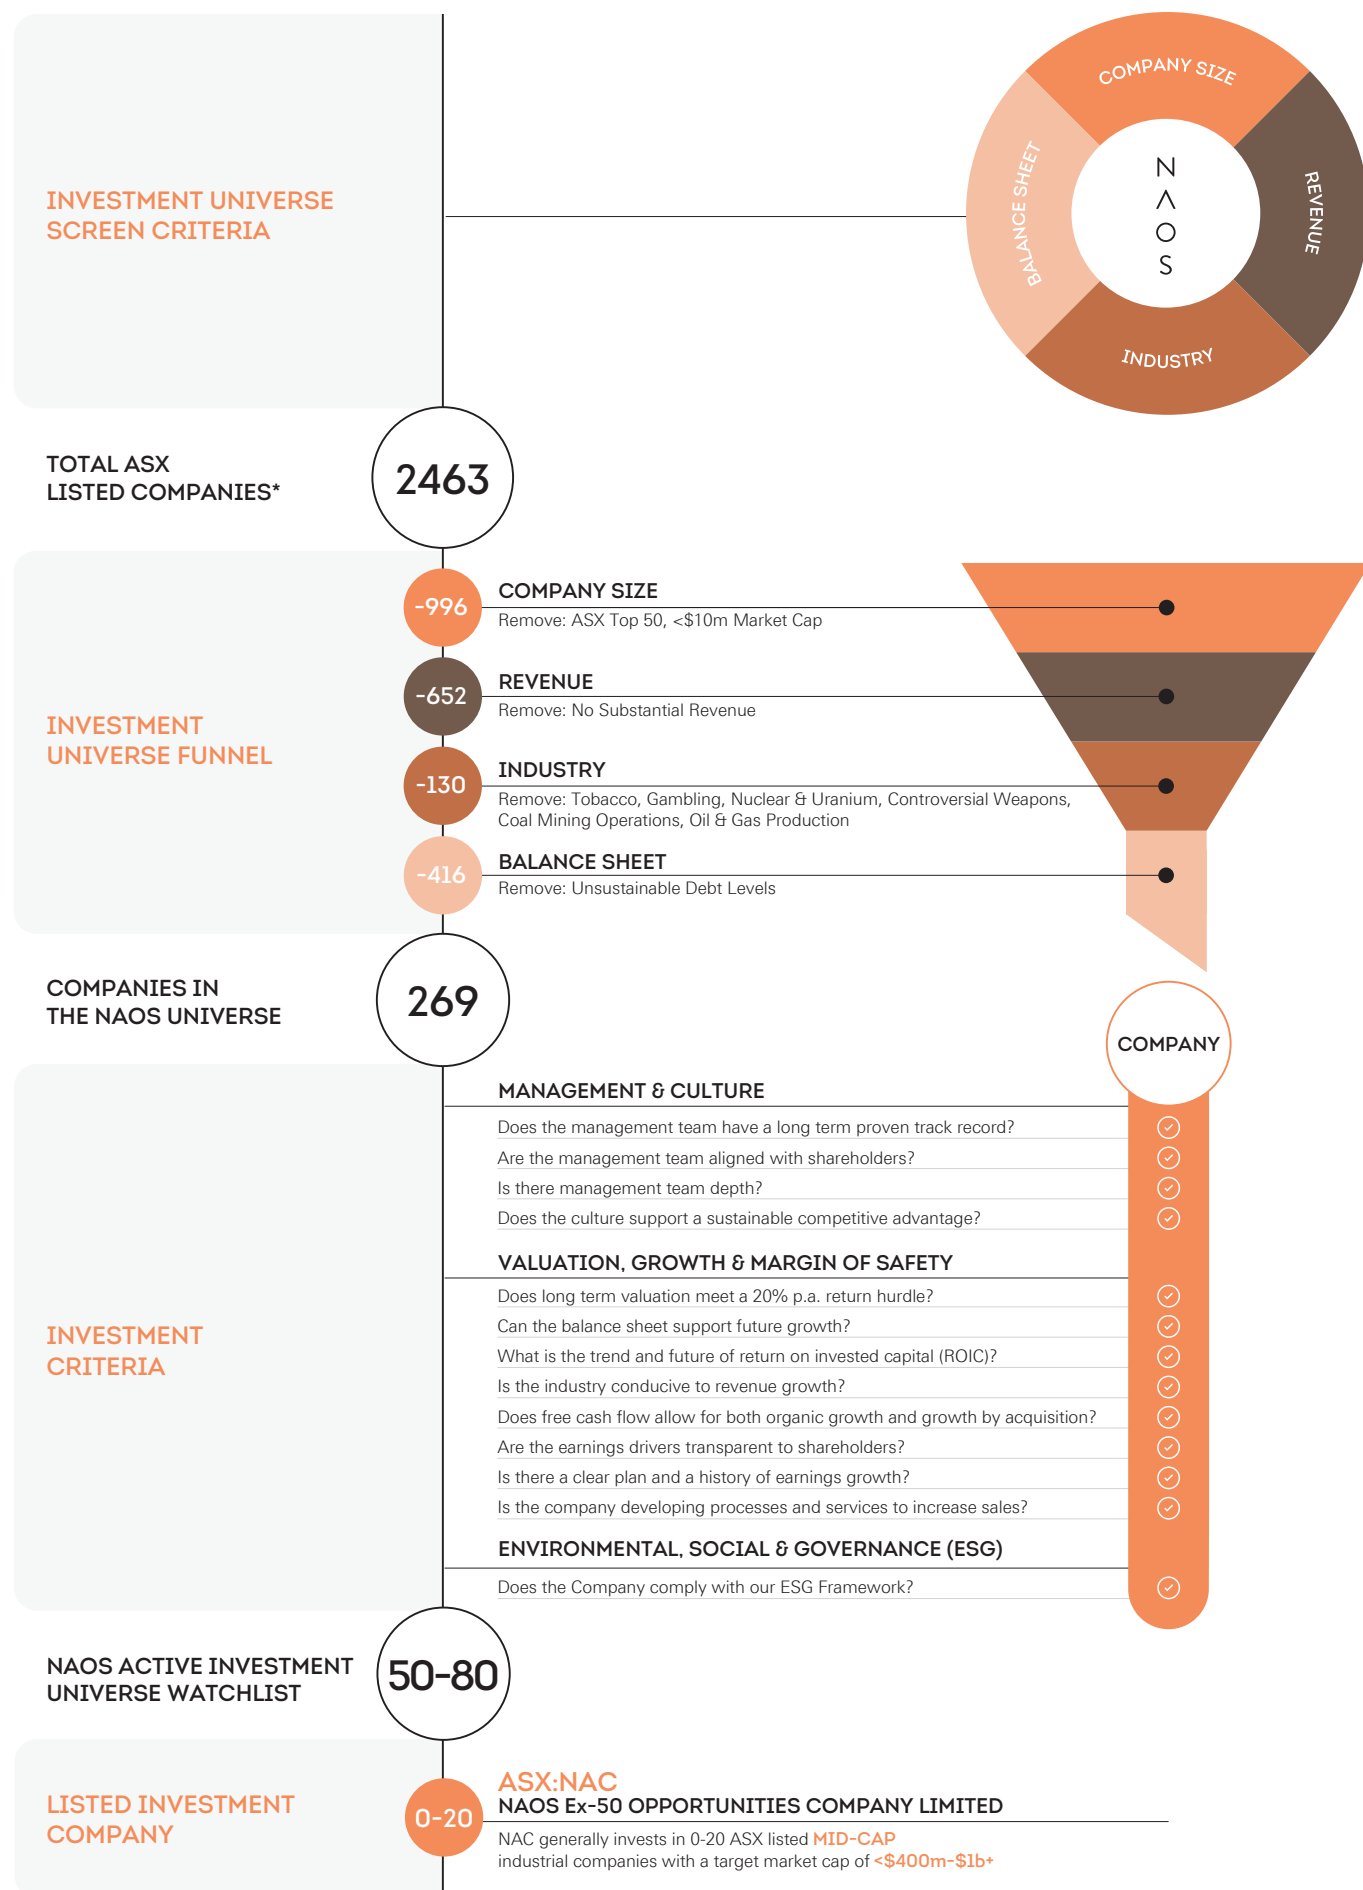 COMPANY SIZE
BALANCE SHEET
REVENUE
INDUSTRY
N
Λ
O
S
INVESTMENT UNIVERSE
SCREEN CRITERIA
TOTAL ASX
LISTED COMPANIES*
2463
INVESTMENT
UNIVERSE FUNNEL
-996
COMPANY SIZE
Remove: ASX Top 50, <$10m Market Cap
-652
REVENUE
Remove: No Substantial Revenue
-130
INDUSTRY
Remove: Tobacco, Gambling, Nuclear & Uranium, Controversial Weapons,
Coal Mining Operations, Oil & Gas Production
-416
BALANCE SHEET
Remove: Unsustainable Debt Levels
COMPANIES IN
THE NAOS UNIVERSE
269
COMPANY
INVESTMENT
CRITERIA
MANAGEMENT & CULTURE
Does the management team have a long term proven track record?
Are the management team aligned with shareholders?
Is there management team depth?
Does the culture support a sustainable competitive advantage?
VALUATION, GROWTH & MARGIN OF SAFETY
Does long term valuation meet a 20% p.a. return hurdle?
Can the balance sheet support future growth?
What is the trend and future of return on invested capital (ROIC)?
Is the industry conducive to revenue growth?
Does free cash flow allow for both organic growth and growth by acquisition?
Are the earnings drivers transparent to shareholders?
Is there a clear plan and a history of earnings growth?
Is the company developing processes and services to increase sales?
ENVIRONMENTAL, SOCIAL & GOVERNANCE (ESG)
Does the Company comply with our ESG Framework?
NAOS ACTIVE INVESTMENT
UNIVERSE WATCHLIST
50-80
LISTED INVESTMENT
COMPANY
0-20
ASX:NAC
NAOS Ex-50 OPPORTUNITIES COMPANY LIMITED
NAC generally invests in 0-20 ASX listed MID-CAP
industrial companies with a target market cap of <$400m-$1b+